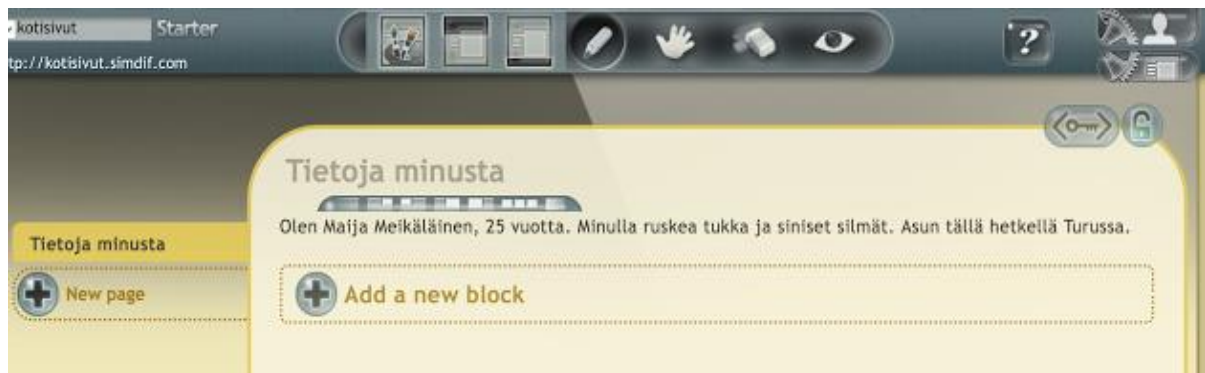 kotisivut Starter
tp://kotisivut.simdif.com
?
Tietoja minusta
Olen Maija Meikäläinen, 25 vuotta. Minulla ruskea tukka ja siniset silmät. Asun tällä hetkellä Turussa.
Tietoja minusta
New page
Add a new block